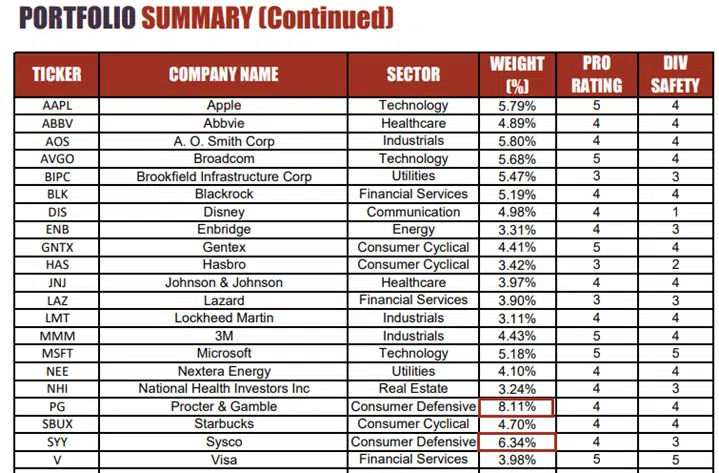 PORTFOLIO SUMMARY (Continued)
TICKER COMPANY NAME SECTOR WEIGHT (%) PRO RATING DIV SAFETY
AAPL Apple Technology 5.79% 5 4
ABBV Abbvie Healthcare 4.89% 4 4
AOS A. O. Smith Corp Industrials 5.80% 4 4
AVGO Broadcom Technology 5.68% 5 4
BIPC Brookfield Infrastructure Corp Utilities 5.47% 3 3
BLK Blackrock Financial Services 5.19% 4 4
DIS Disney Communication 4.98% 4 1
ENB Enbridge Energy 3.31% 4 3
GNTX Gentex Consumer Cyclical 4.41% 5 4
HAS Hasbro Consumer Cyclical 3.42% 3 2
JNJ Johnson & Johnson Healthcare 3.97% 4 4
LAZ Lazard Financial Services 3.90% 3 3
LMT Lockheed Martin Industrials 3.11% 4 4
MMM 3M Industrials 4.43% 5 4
MSFT Microsoft Technology 5.18% 5 5
NEE Nextera Energy Utilities 4.10% 4 4
NHI National Health Investors Inc Real Estate 3.24% 4 3
PG Procter & Gamble Consumer Defensive 8.11% 4 4
SBUX Starbucks Consumer Cyclical 4.70% 4 4
SYY Sysco Consumer Defensive 6.34% 4 3
V Visa Financial Services 3.98% 5 5